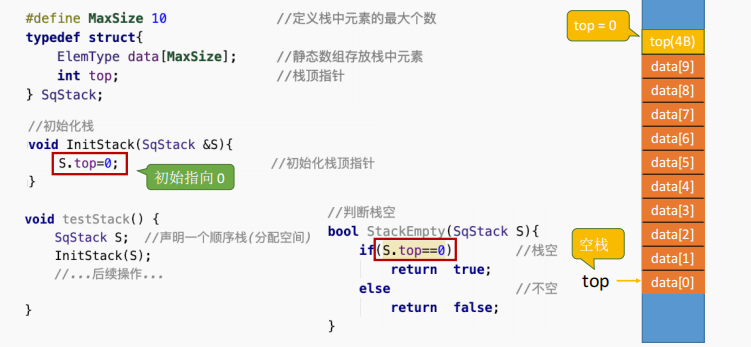 #define MaxSize 10 //定义栈中元素的最大个数
typedef struct{
ElemType data[MaxSize]; //静态数组存放栈中元素
int top; //栈顶指针
} SqStack;
//初始化栈
void InitStack(SqStack &S){
S.top=0; //初始化栈顶指针
}
初始指向 0
void testStack() {
SqStack S; //声明一个顺序栈(分配空间)
InitStack(S);
//...后续操作...
}
//判断栈空
bool StackEmpty(SqStack S){
if(S.top==0) //栈空
return true;
else //不空
return false;
}
top = 0
top(4B)
data[9]
data[8]
data[7]
data[6]
data[5]
data[4]
data[3]
data[2]
data[1]
data[0]
空栈
top